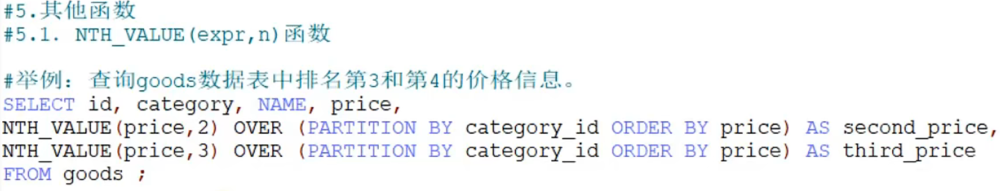 #5.其他函数
#5.1. NTH_VALUE(expr,n)函数
#举例：查询goods数据表中排名第3和第4的价格信息。
SELECT id, category, NAME, price,
NTH_VALUE(price,2) OVER (PARTITION BY category_id ORDER BY price) AS second_price,
NTH_VALUE(price,3) OVER (PARTITION BY category_id ORDER BY price) AS third_price
FROM goods ;